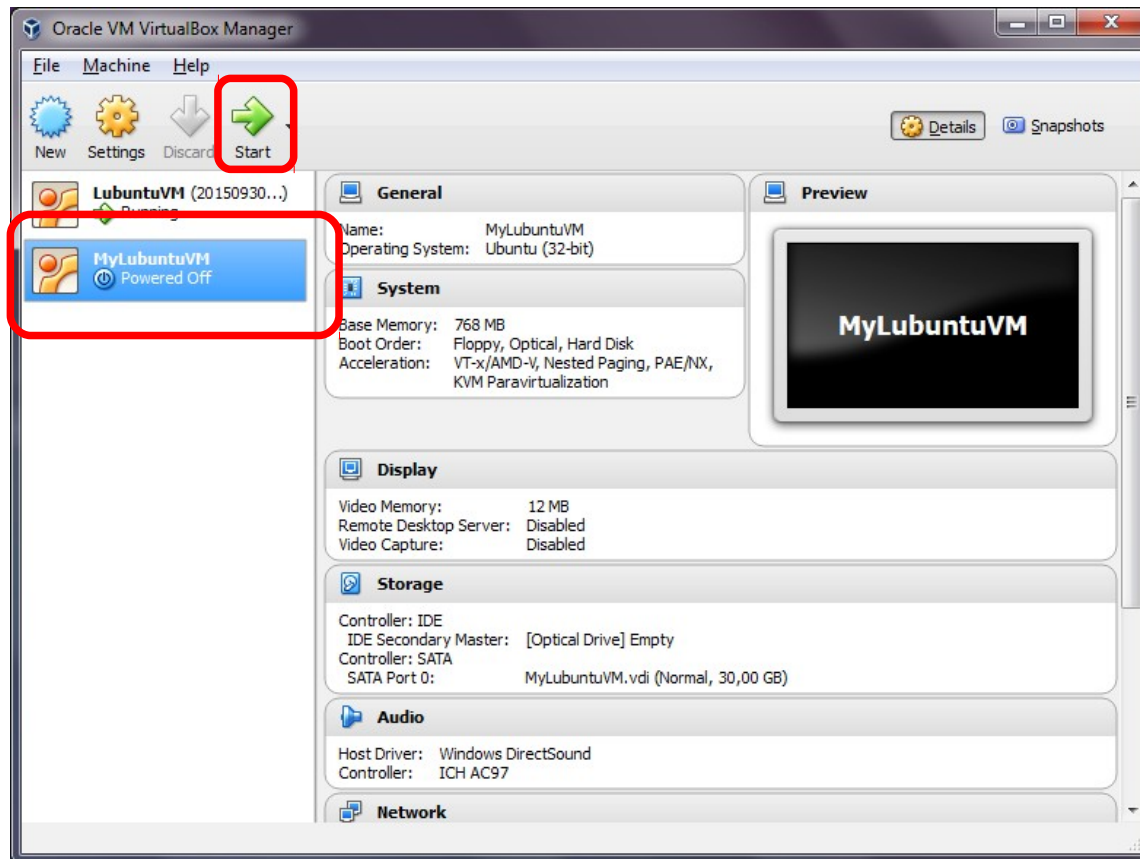 Oracle VM VirtualBox Manager
File Machine Help
New Settings Discard Start
Details Snapshots
LubuntuVM (20150930...)
Running
MyLubuntuVM
Powered Off
General
Name: MyLubuntuVM
Operating System: Ubuntu (32-bit)
System
Base Memory: 768 MB
Boot Order: Floppy, Optical, Hard Disk
Acceleration: VT-x/AMD-V, Nested Paging, PAE/NX,
KVM Paravirtualization
Preview
MyLubuntuVM
Display
Video Memory: 12 MB
Remote Desktop Server: Disabled
Video Capture: Disabled
Storage
Controller: IDE
IDE Secondary Master: [Optical Drive] Empty
Controller: SATA
SATA Port 0: MyLubuntuVM.vdi (Normal, 30,00 GB)
Audio
Host Driver: Windows DirectSound
Controller: ICH AC97
Network